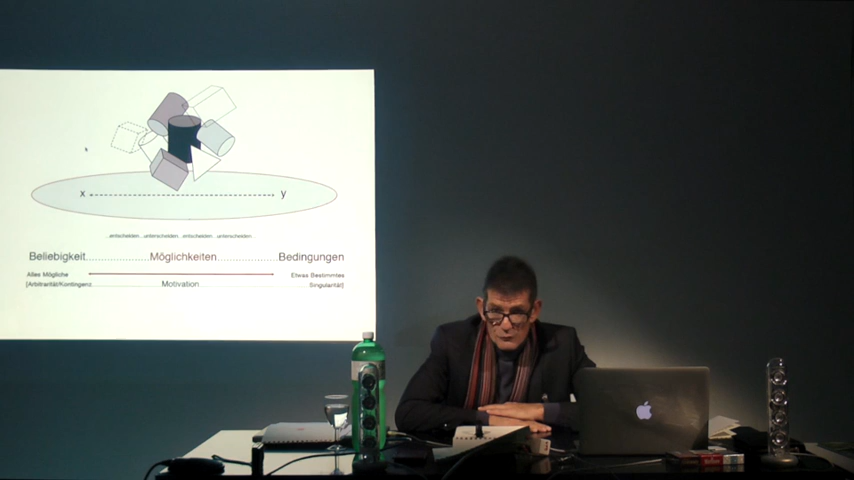 x y
...entscheiden...unterscheiden...entscheiden...unterscheiden...
Beliebigkeit..................Möglichkeiten..................Bedingungen
Alles Mögliche Etwas Bestimmtes
[Arbitrarität/Kontingenz Motivation Singularität]